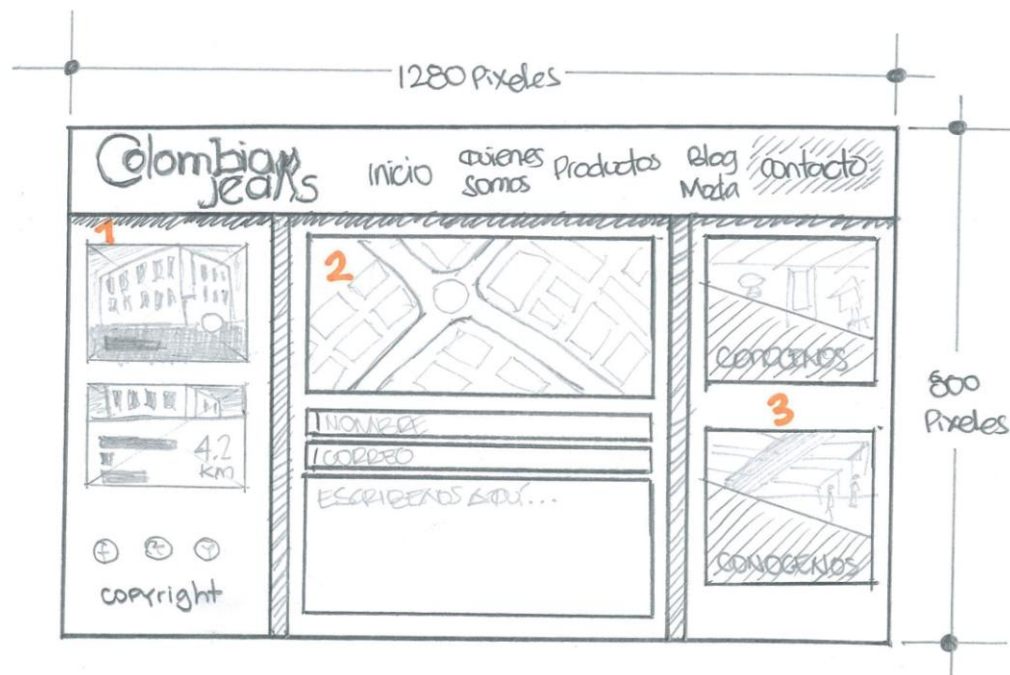 1280 Pixeles
Colombian
jeans
Inicio
quienes
somos
Productos
Blog
Moda
contacto
1
2
NOMBRE
CORREO
ESCRIBENOS AQUÍ...
4.2
km
copyright
CONOCENOS
3
CONOCENOS
800
Pixeles